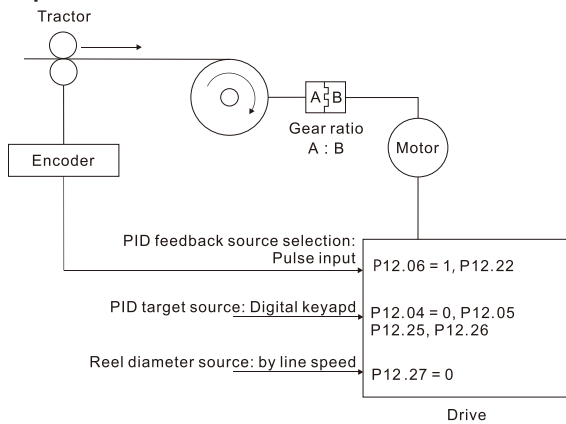 Tractor
A B
Gear ratio
A : B
Motor
Encoder
PID feedback source selection:
Pulse input
P12.06 = 1, P12.22
PID target source: Digital keyapd
P12.04 = 0, P12.05
P12.25, P12.26
Reel diameter source: by line speed
P12.27 = 0
Drive